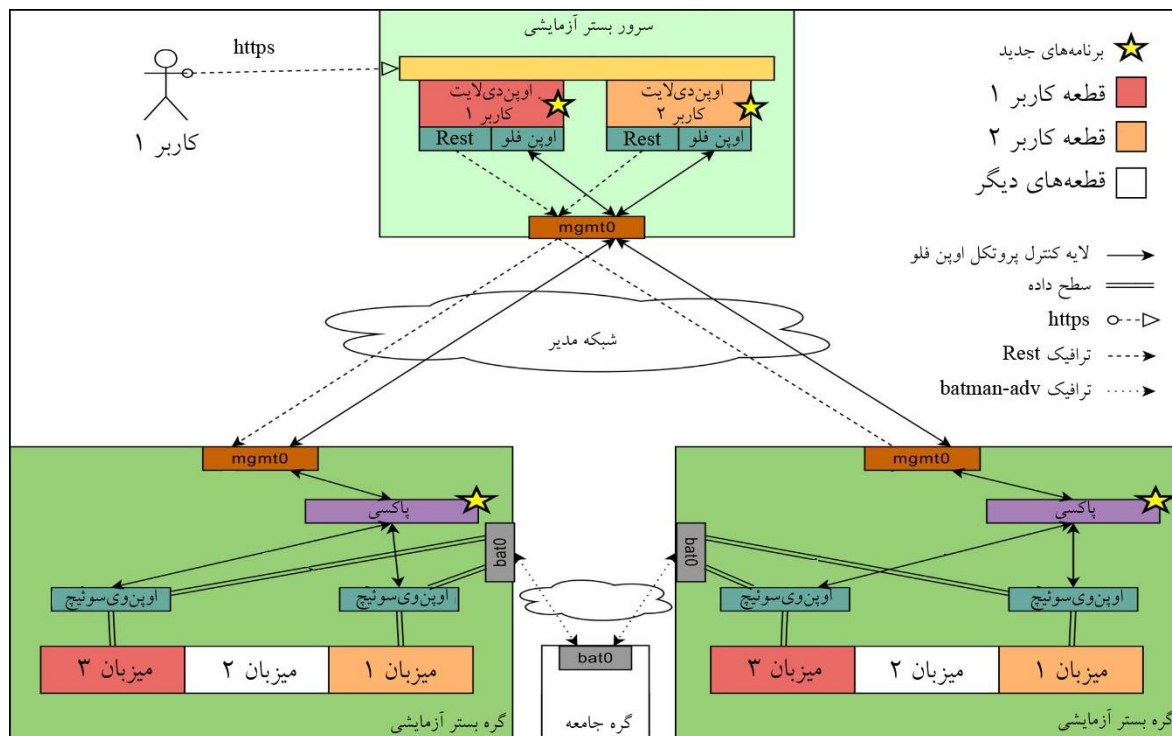 سرور بستر آزمایشی
https
کاربر ۱
اوپن‌دی‌لایت
کاربر ۱
Rest
اوپن فلو
اوپن‌دی‌لایت
کاربر ۲
Rest
اوپن فلو
mgmt0
برنامه‌های جدید
قطعه کاربر ۱
قطعه کاربر ۲
قطعه‌های دیگر
لایه کنترل پروتکل اوپن فلو
سطح داده
https
ترافیک Rest
ترافیک batman-adv
شبکه مدیر
mgmt0
پاکسی
bat0
اوپن‌وی‌سوئیچ
اوپن‌وی‌سوئیچ
میزبان ۳
میزبان ۲
میزبان ۱
گره بستر آزمایشی
bat0
گره جامعه
mgmt0
پاکسی
bat0
اوپن‌وی‌سوئیچ
اوپن‌وی‌سوئیچ
میزبان ۳
میزبان ۲
میزبان ۱
گره بستر آزمایشی